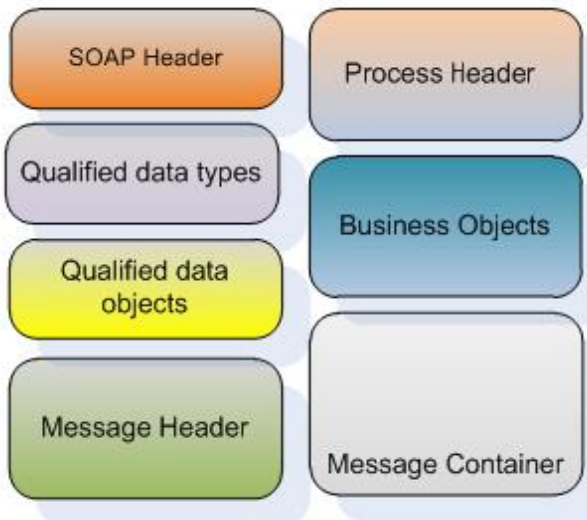 SOAP Header
Qualified data types
Qualified data
objects
Message Header
Process Header
Business Objects
Message Container